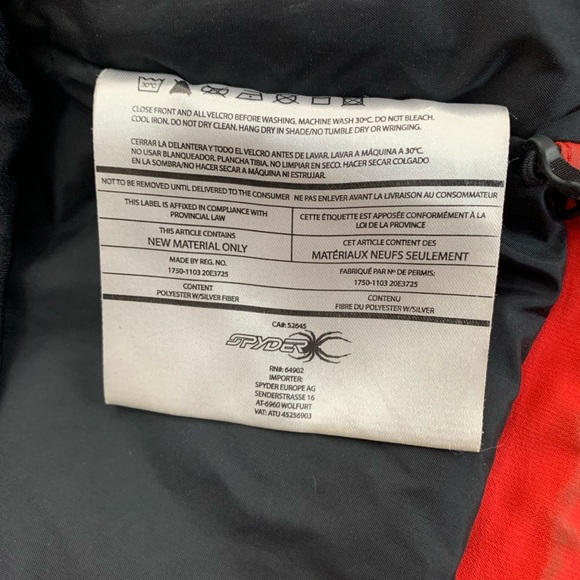 30°C
CLOSE FRONT AND ALL VELCRO BEFORE WASHING. MACHINE WASH 30°C. DO NOT BLEACH.
COOL IRON. DO NOT DRY CLEAN. HANG DRY IN SHADE/NO TUMBLE DRY OR WRINGING.
CERRAR LA DELANTERA Y TODO EL VELCRO ANTES DE LAVAR. LAVAR A MÁQUINA A 30°C.
NO USAR BLANQUEADOR. PLANCHA TIBIA. NO LIMPIAR EN SECO. HACER SECAR COLGADO
EN LA SOMBRA/NO HACER SECAR A MÁQUINA NI ESTRUJAR.
NOT TO BE REMOVED UNTIL DELIVERED TO THE CONSUMER NE PAS ENLEVER AVANT LA LIVRAISON AU CONSOMMATEUR
THIS LABEL IS AFFIXED IN COMPLIANCE WITH
PROVINCIAL LAW
CETTE ÉTIQUETTE EST APPOSÉE CONFORMÉMENT À LA
LOI DE LA PROVINCE
THIS ARTICLE CONTAINS
NEW MATERIAL ONLY
CET ARTICLE CONTIENT DES
MATÉRIAUX NEUFS SEULEMENT
MADE BY REG. NO.
1750-1103 20E3725
FABRIQUÉ PAR Nº DE PERMIS:
1750-1103 20E3725
CONTENT
POLYESTER W/SILVER FIBER
CONTENU
FIBRE DU POLYESTER W/SILVER
CA#: 52645
SPYDER
RN#: 64902
IMPORTER:
SPYDER EUROPE AG
SENDERSTRASSE 16
AT-6960 WOLFURT
VAT: ATU 45256903